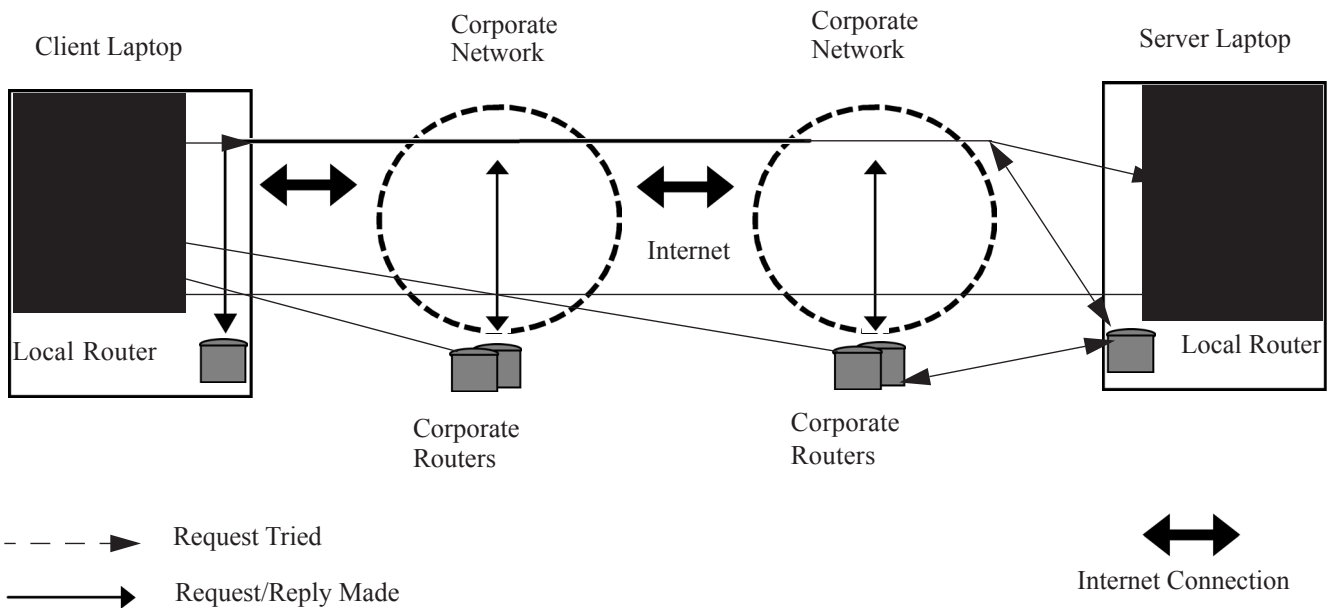 Client Laptop
Corporate
Network
Corporate
Network
Server Laptop
Internet
Local Router
Local Router
Corporate
Routers
Corporate
Routers
Request Tried
Request/Reply Made
Internet Connection